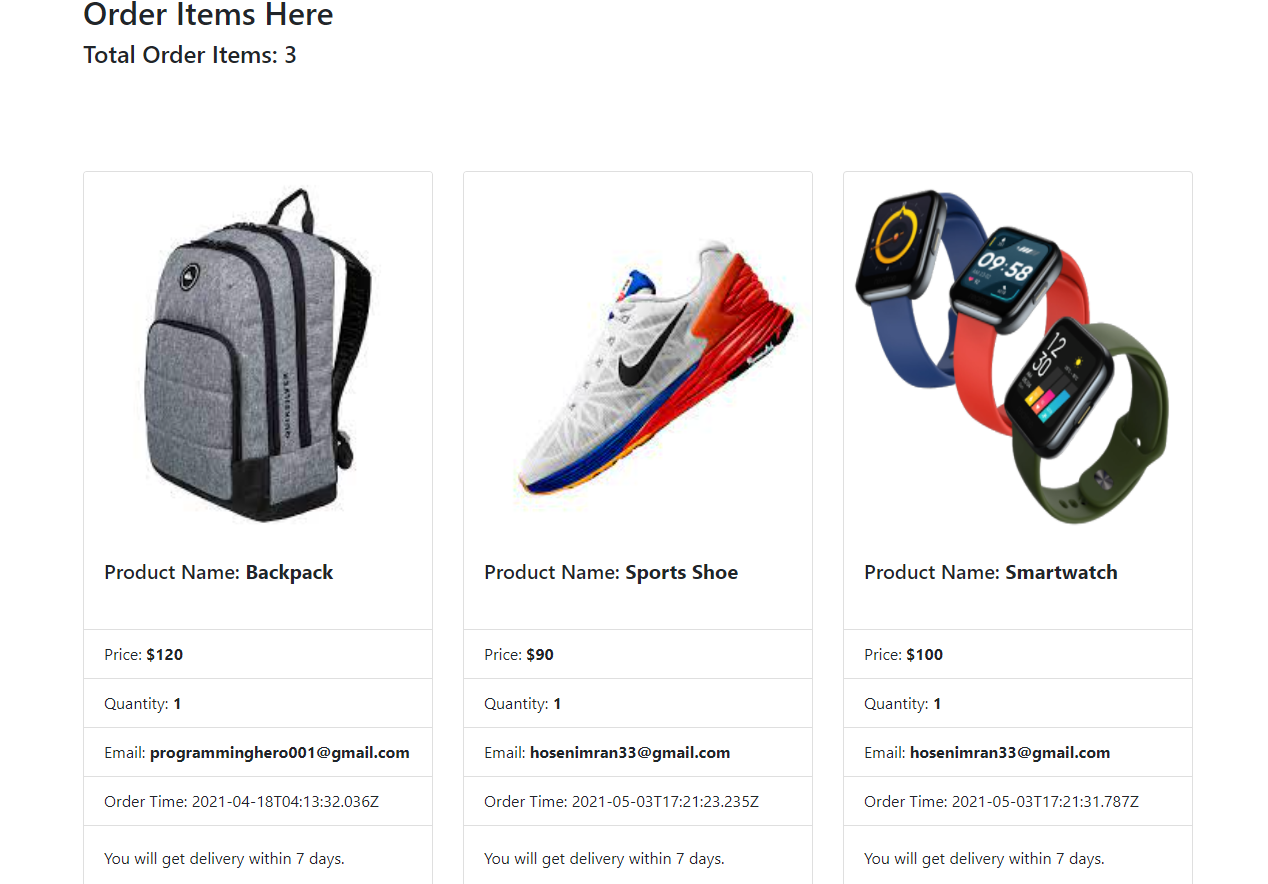 Order Items Here
Total Order Items: 3
QUIKSILVER
09:58
12
30
Product Name: Backpack
Price: $120
Quantity: 1
Email: programminghero001@gmail.com
Order Time: 2021-04-18T04:13:32.036Z
You will get delivery within 7 days.
Product Name: Sports Shoe
Price: $90
Quantity: 1
Email: hosenimran33@gmail.com
Order Time: 2021-05-03T17:21:23.235Z
You will get delivery within 7 days.
Product Name: Smartwatch
Price: $100
Quantity: 1
Email: hosenimran33@gmail.com
Order Time: 2021-05-03T17:21:31.787Z
You will get delivery within 7 days.